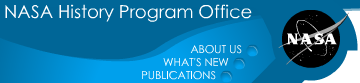 NASA History Program Office
NASA
ABOUT US
WHAT'S NEW
PUBLICATIONS